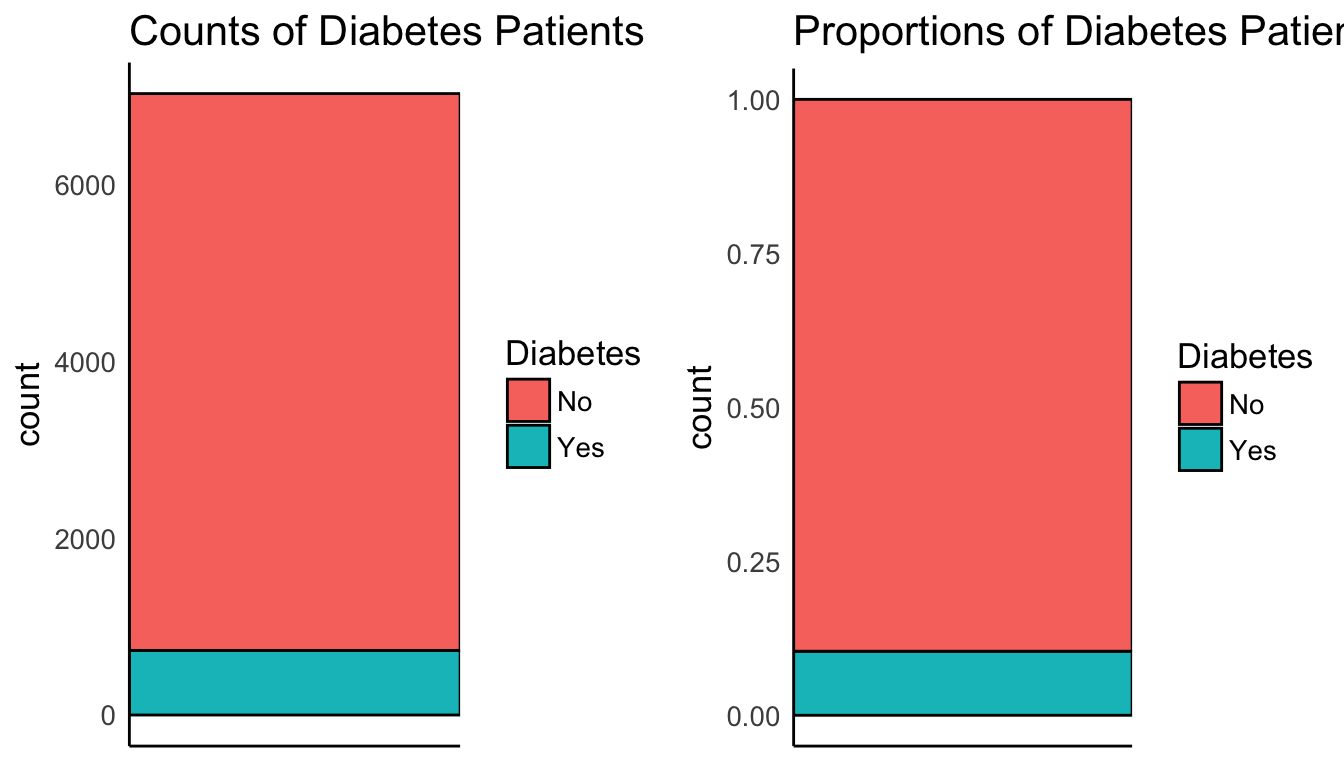 Counts of Diabetes Patients
6000
4000
2000
0
count
Diabetes
No
Yes
Proportions of Diabetes Patier
1.00
0.75
0.50
0.25
0.00
count
Diabetes
No
Yes